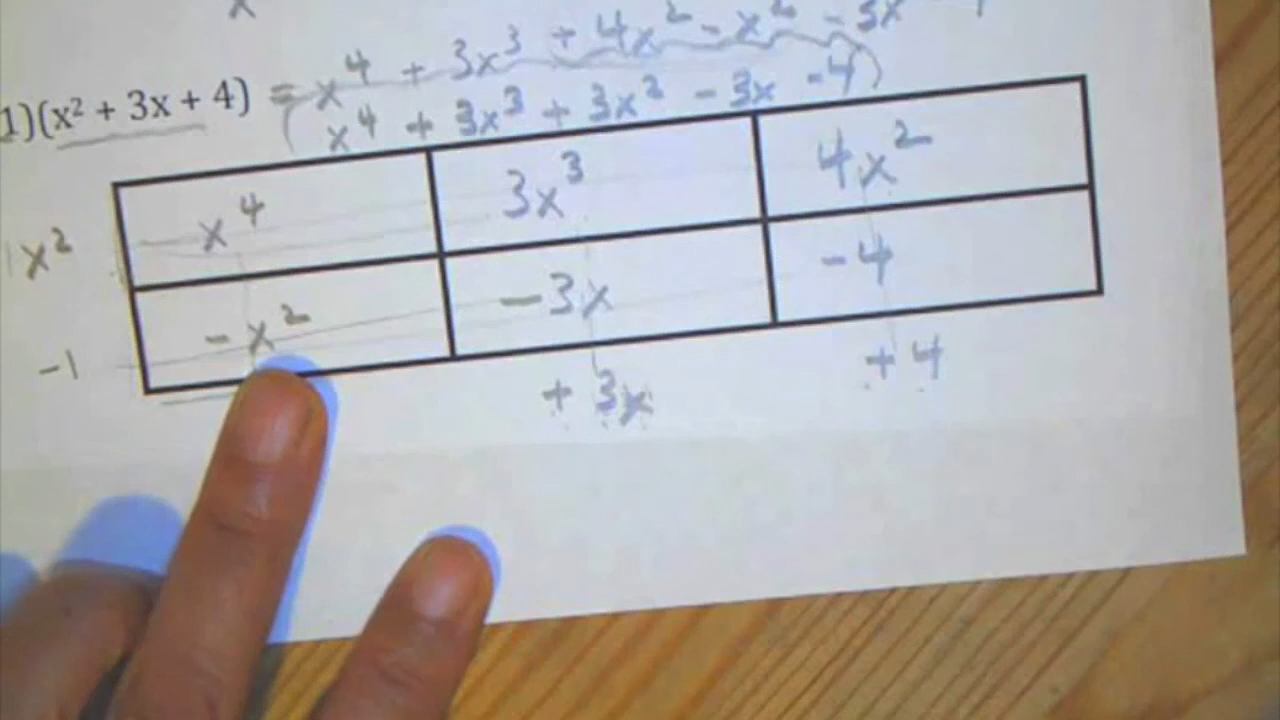 x
x⁴ + 3x³ + 4x² - x² - 3x
1)(x² + 3x + 4) = x⁴ + 3x³ + 3x² - 3x - 4
x⁴ 3x³ 4x²
x²
-x² -3x -4
-1
+ 3x + 4